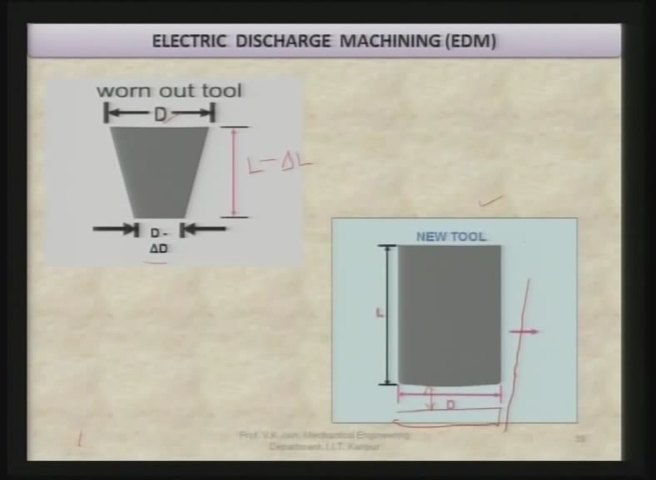 ELECTRIC DISCHARGE MACHINING (EDM)
worn out tool
D
L-ΔL
D-
ΔD
NEW TOOL
L
D
Prof. V.K.Jain, Mechanical Engineering
Department, I.I.T. Kanpur